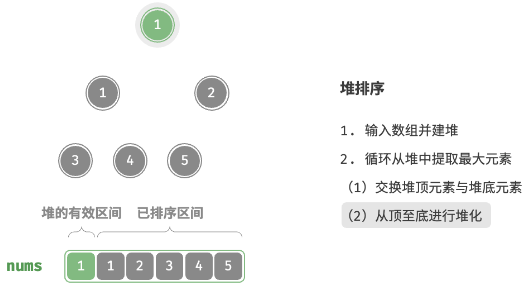 1
1 2
3 4 5
堆的有效区间 已排序区间
nums 1 1 2 3 4 5
堆排序
1. 输入数组并建堆
2. 循环从堆中提取最大元素
（1）交换堆顶元素与堆底元素
（2）从顶至底进行堆化